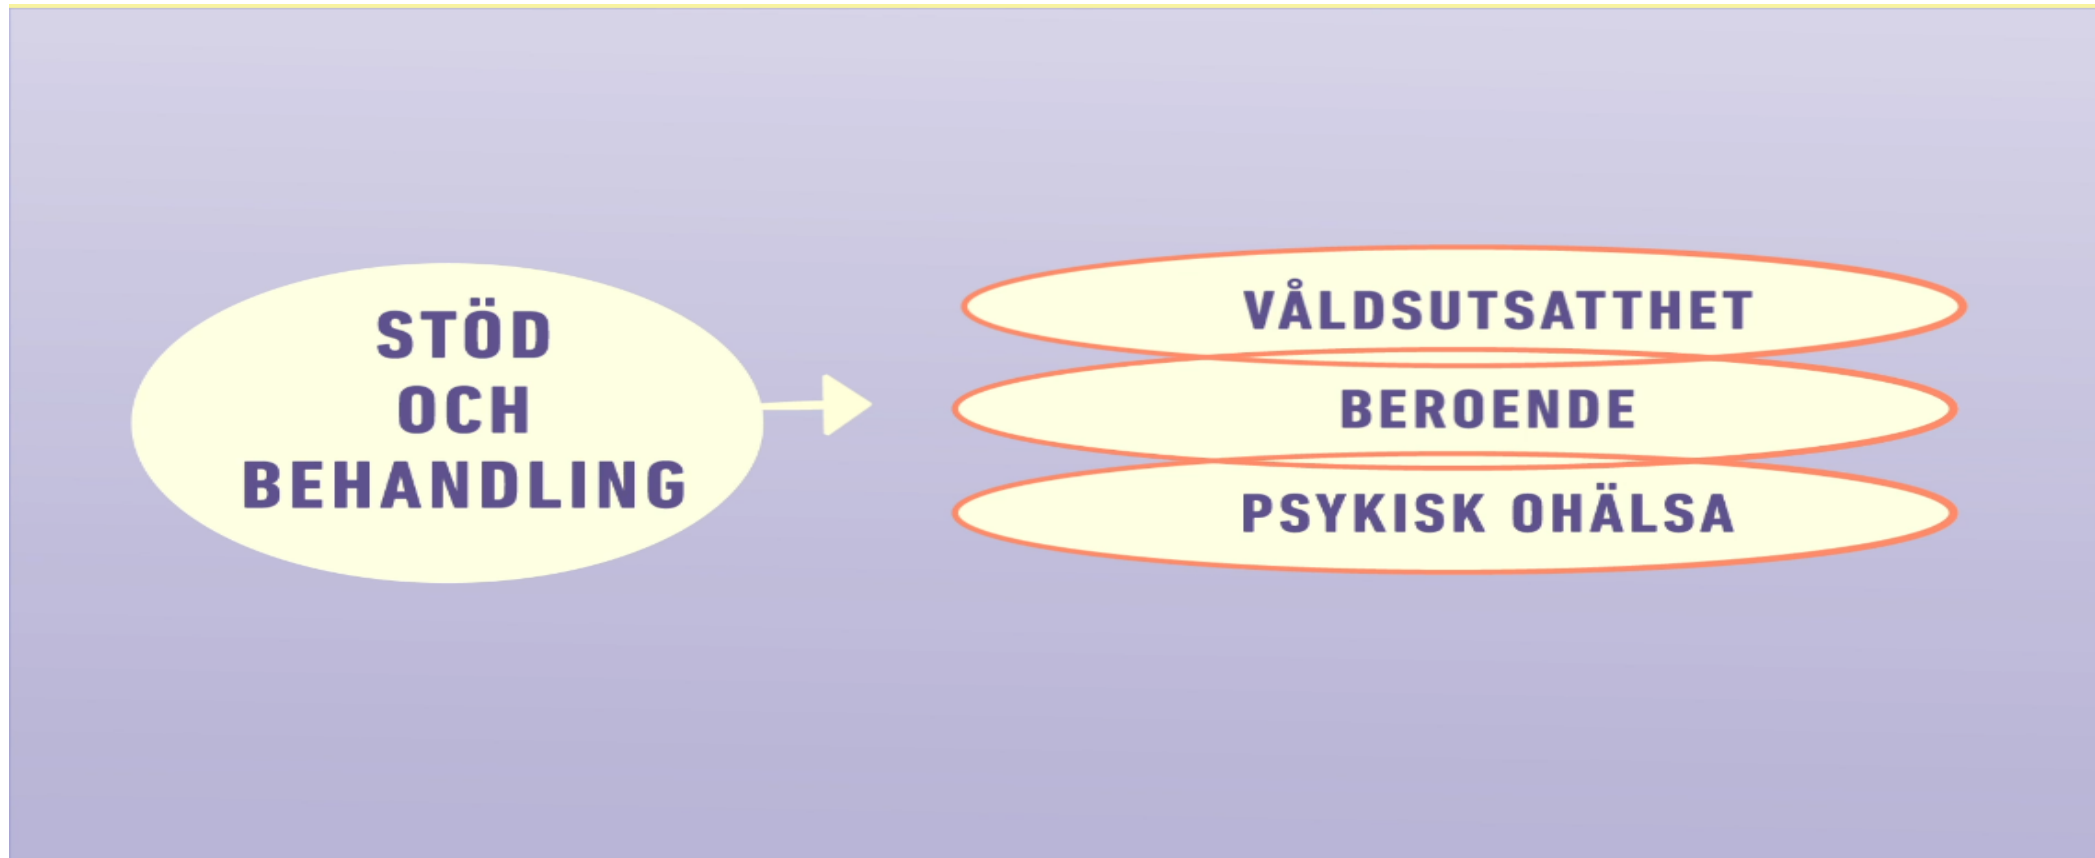 STÖD
OCH
BEHANDLING
VÅLDSUTSATTHET
BEROENDE
PSYKISK OHÄLSA